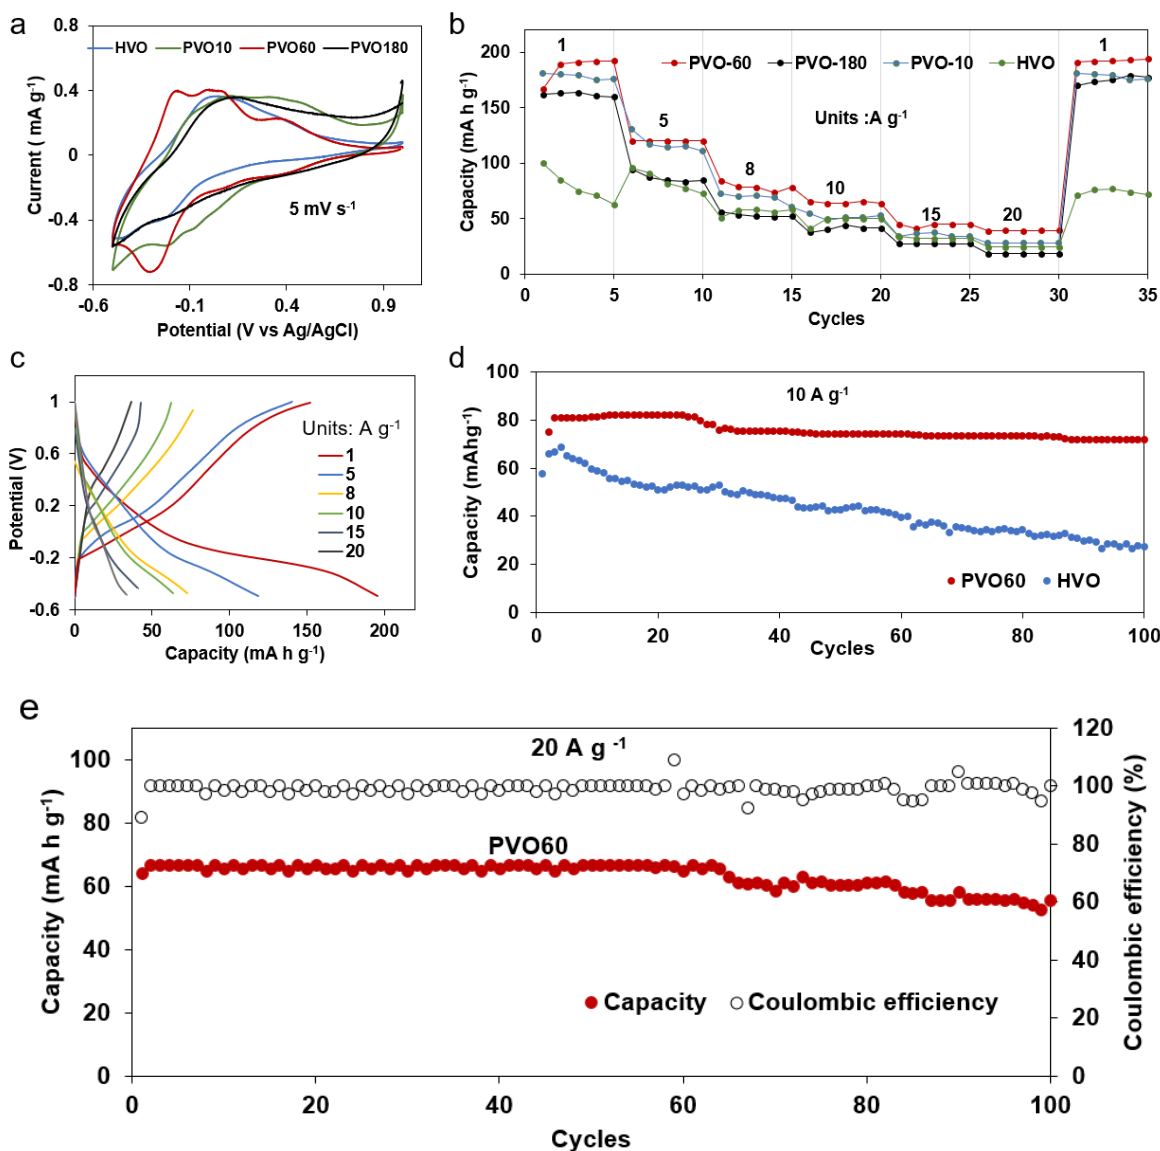 a
0.8
0.4
0
-0.4
-0.8
Current ( mA g-1)
HVO PVO10 PVO60 PVO180
5 mV s-1
-0.6 -0.1 0.4 0.9
Potential (V vs Ag/AgCl)
b
200
150
100
50
0
Capacity (mA h g-1)
1
PVO-60 PVO-180 PVO-10 HVO
1
Units :A g-1
5
8
10
15
20
0 5 10 15 20 25 30 35
Cycles
c
1
0.6
0.2
-0.2
-0.6
Potential (V)
Units: A g-1
1
5
8
10
15
20
0 50 100 150 200
Capacity (mA h g-1)
d
100
80
60
40
20
0
Capacity (mAhg-1)
10 A g-1
PVO60 HVO
0 20 40 60 80 100
Cycles
e
100
80
60
40
20
0
Capacity (mA h g-1)
20 A g -1
PVO60
Capacity Coulombic efficiency
120
100
80
60
40
20
0
Coulombic efficiency (%)
0 20 40 60 80 100
Cycles